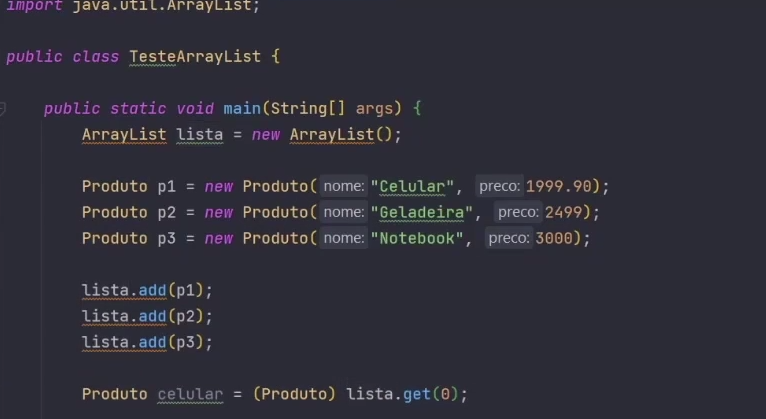 import java.util.ArrayList;
public class TesteArrayList {
public static void main(String[] args) {
ArrayList lista = new ArrayList();
Produto p1 = new Produto( nome: "Celular", preco: 1999.90);
Produto p2 = new Produto( nome: "Geladeira", preco: 2499);
Produto p3 = new Produto( nome: "Notebook", preco: 3000);
lista.add(p1);
lista.add(p2);
lista.add(p3);
Produto celular = (Produto) lista.get(0);